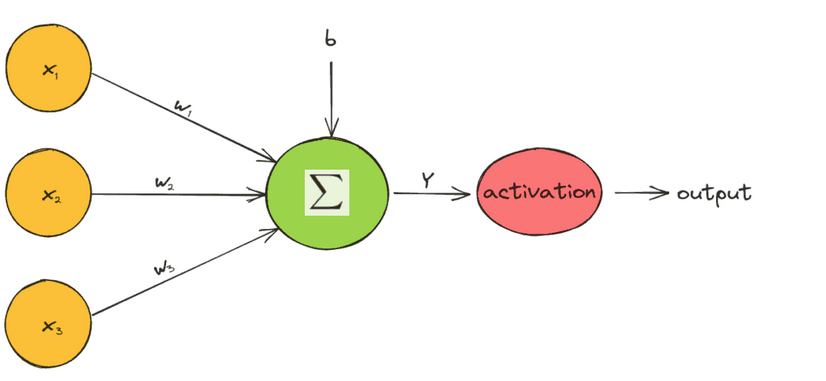 b
x₁
w₁
x₂
w₂
∑
Y
activation
output
w₃
x₃